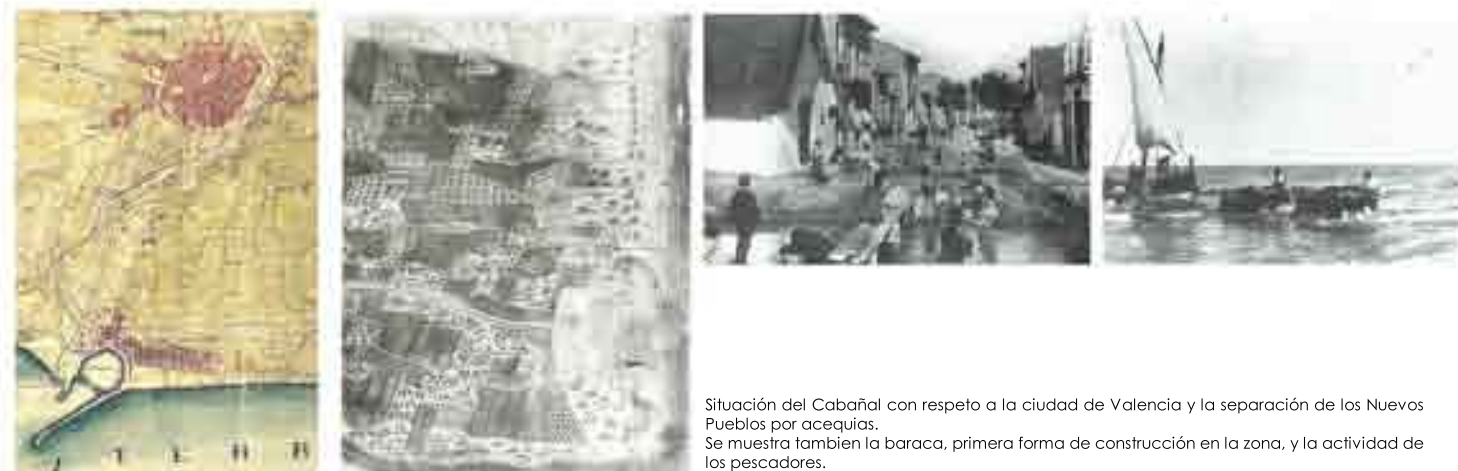 Situación del Cabañal con respeto a la ciudad de Valencia y la separación de los Nuevos
Pueblos por acequias.
Se muestra tambien la baraca, primera forma de construcción en la zona, y la actividad de
los pescadores.